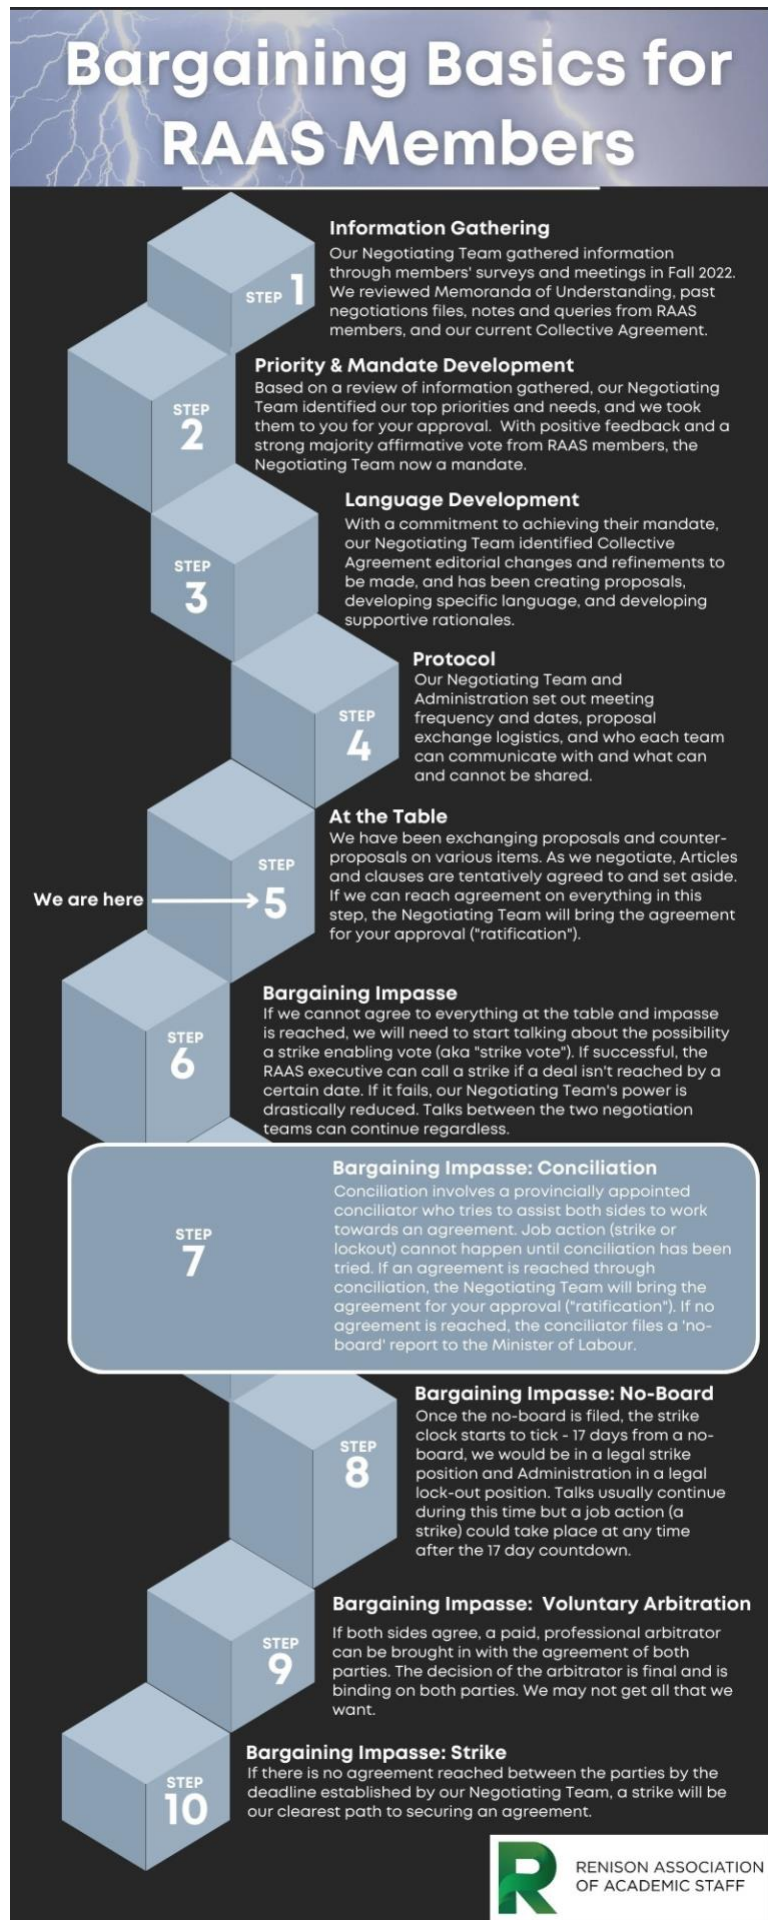 Bargaining Basics for
RAAS Members
Information Gathering
Our Negotiating Team gathered information
through members' surveys and meetings in Fall 2022.
We reviewed Memoranda of Understanding, past
negotiations files, notes and queries from RAAS
members, and our current Collective Agreement.
STEP 1
Priority & Mandate Development
Based on a review of information gathered, our Negotiating
Team identified our top priorities and needs, and we took
them to you for your approval. With positive feedback and a
strong majority affirmative vote from RAAS members, the
Negotiating Team now a mandate.
STEP
2
Language Development
With a commitment to achieving their mandate,
our Negotiating Team identified Collective
Agreement editorial changes and refinements to
be made, and has been creating proposals,
developing specific language, and developing
supportive rationales.
STEP
3
Protocol
Our Negotiating Team and
Administration set out meeting
frequency and dates, proposal
exchange logistics, and who each team
can communicate with and what can
and cannot be shared.
STEP
4
At the Table
We have been exchanging proposals and counter-
proposals on various items. As we negotiate, Articles
and clauses are tentatively agreed to and set aside.
If we can reach agreement on everything in this
step, the Negotiating Team will bring the agreement
for your approval ("ratification").
STEP
5
We are here
Bargaining Impasse
If we cannot agree to everything at the table and impasse
is reached, we will need to start talking about the possibility
a strike enabling vote (aka "strike vote"). If successful, the
RAAS executive can call a strike if a deal isn't reached by a
certain date. If it fails, our Negotiating Team's power is
drastically reduced. Talks between the two negotiation
teams can continue regardless.
STEP
6
Bargaining Impasse: Conciliation
Conciliation involves a provincially appointed
conciliator who tries to assist both sides to work
towards an agreement. Job action (strike or
lockout) cannot happen until conciliation has been
tried. If an agreement is reached through
conciliation, the Negotiating Team will bring the
agreement for your approval ("ratification"). If no
agreement is reached, the conciliator files a 'no-
board' report to the Minister of Labour.
STEP
7
Bargaining Impasse: No-Board
Once the no-board is filed, the strike
clock starts to tick - 17 days from a no-
board, we would be in a legal strike
position and Administration in a legal
lock-out position. Talks usually continue
during this time but a job action (a
strike) could take place at any time
after the 17 day countdown.
STEP
8
Bargaining Impasse: Voluntary Arbitration
If both sides agree, a paid, professional arbitrator
can be brought in with the agreement of both
parties. The decision of the arbitrator is final and is
binding on both parties. We may not get all that we
want.
STEP
9
Bargaining Impasse: Strike
If there is no agreement reached between the parties by the
deadline established by our Negotiating Team, a strike will be
our clearest path to securing an agreement.
STEP
10
R
RENISON ASSOCIATION
OF ACADEMIC STAFF